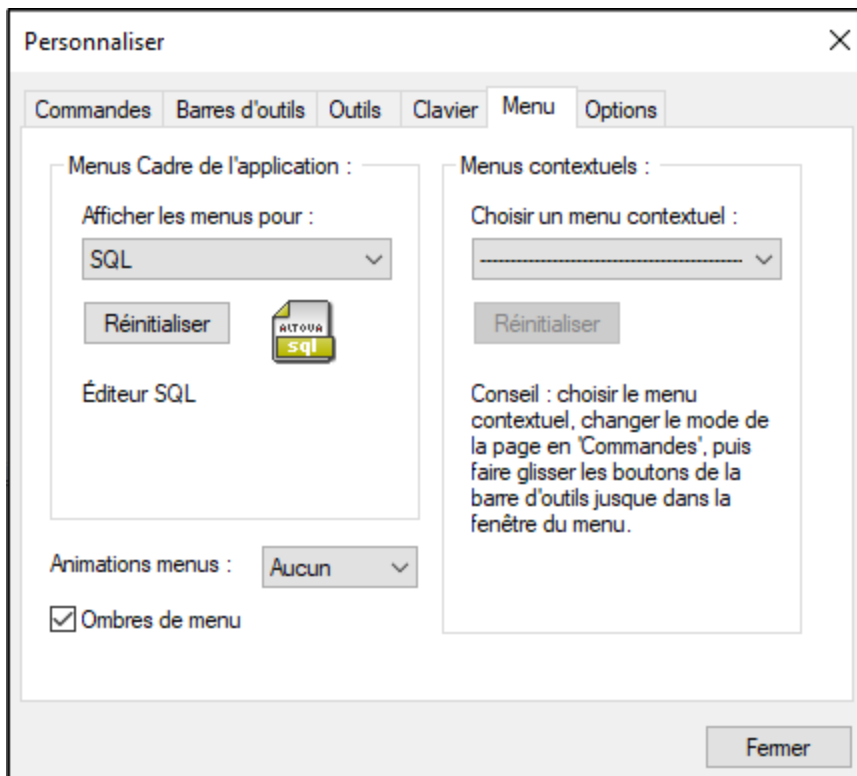 Personnaliser
Commandes Barres d'outils Outils Clavier Menu Options
Menus Cadre de l'application :
Afficher les menus pour :
SQL
Réinitialiser
ALTOVA
sql
Éditeur SQL
Menus contextuels :
Choisir un menu contextuel :
Réinitialiser
Conseil : choisir le menu
contextuel, changer le mode de
la page en 'Commandes', puis
faire glisser les boutons de la
barre d'outils jusque dans la
fenêtre du menu.
Animations menus :
Aucun
Ombres de menu
Fermer